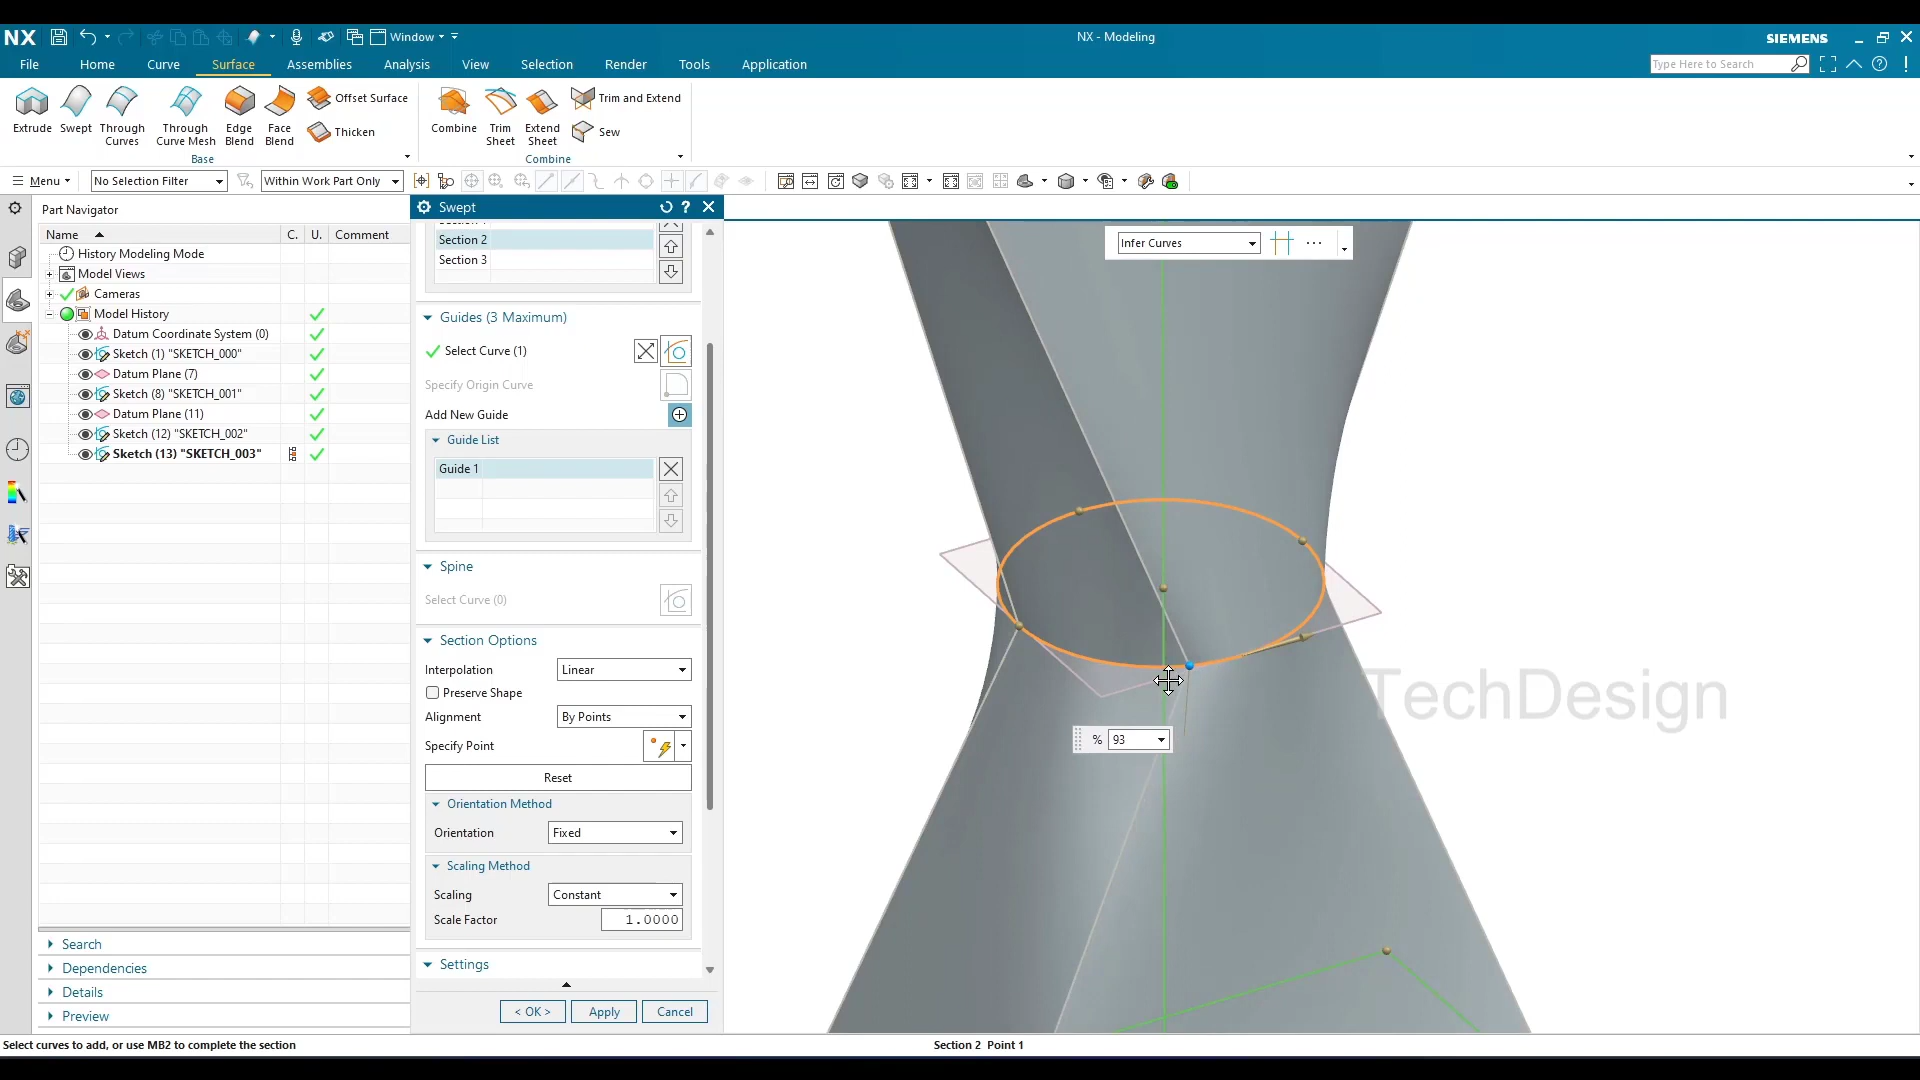 NX
Window
NX - Modeling
SIEMENS
File
Home
Curve
Surface
Assemblies
Analysis
View
Selection
Render
Tools
Application
Type Here to Search
Extrude
Swept
Through Curves
Through Curve Mesh
Edge Blend
Face Blend
Offset Surface
Thicken
Base
Combine
Trim Sheet
Extend Sheet
Trim and Extend
Sew
Combine
Menu
No Selection Filter
Within Work Part Only
Part Navigator
Name
C.
U.
Comment
History Modeling Mode
Model Views
Cameras
Model History
Datum Coordinate System (0)
Sketch (1) "SKETCH_000"
Datum Plane (7)
Sketch (8) "SKETCH_001"
Datum Plane (11)
Sketch (12) "SKETCH_002"
Sketch (13) "SKETCH_003"
Search
Dependencies
Details
Preview
Swept
Section 2
Section 3
Guides (3 Maximum)
Select Curve (1)
Specify Origin Curve
Add New Guide
Guide List
Guide 1
Spine
Select Curve (0)
Section Options
Interpolation
Linear
Preserve Shape
Alignment
By Points
Specify Point
Reset
Orientation Method
Orientation
Fixed
Scaling Method
Scaling
Constant
Scale Factor
1.0000
Settings
< OK >
Apply
Cancel
Infer Curves
% 93
TechDesign
Select curves to add, or use MB2 to complete the section
Section 2 Point 1